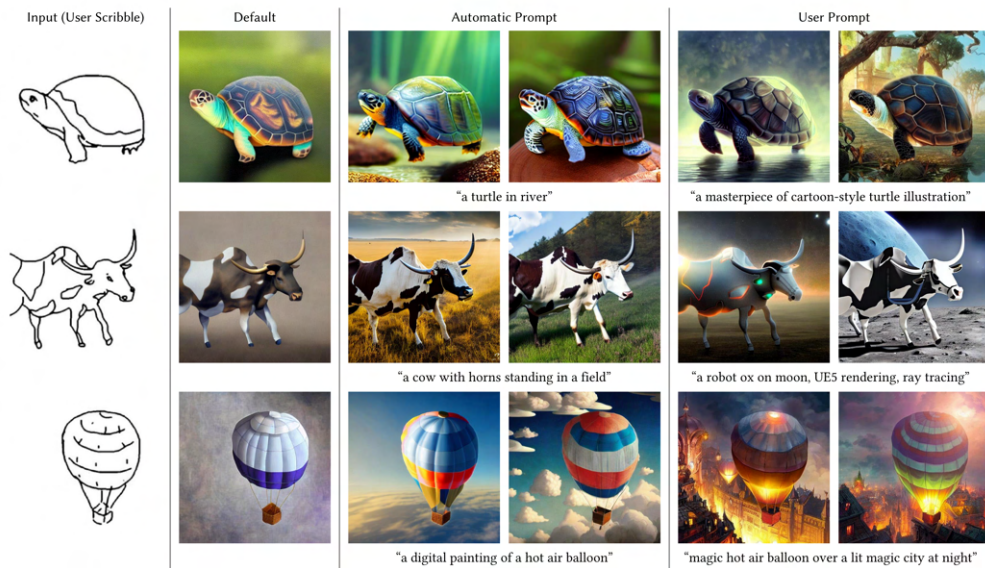 Input (User Scribble) Default Automatic Prompt User Prompt
“a turtle in river” “a masterpiece of cartoon-style turtle illustration”
“a cow with horns standing in a field” “a robot ox on moon, UE5 rendering, ray tracing”
“a digital painting of a hot air balloon” “magic hot air balloon over a lit magic city at night”